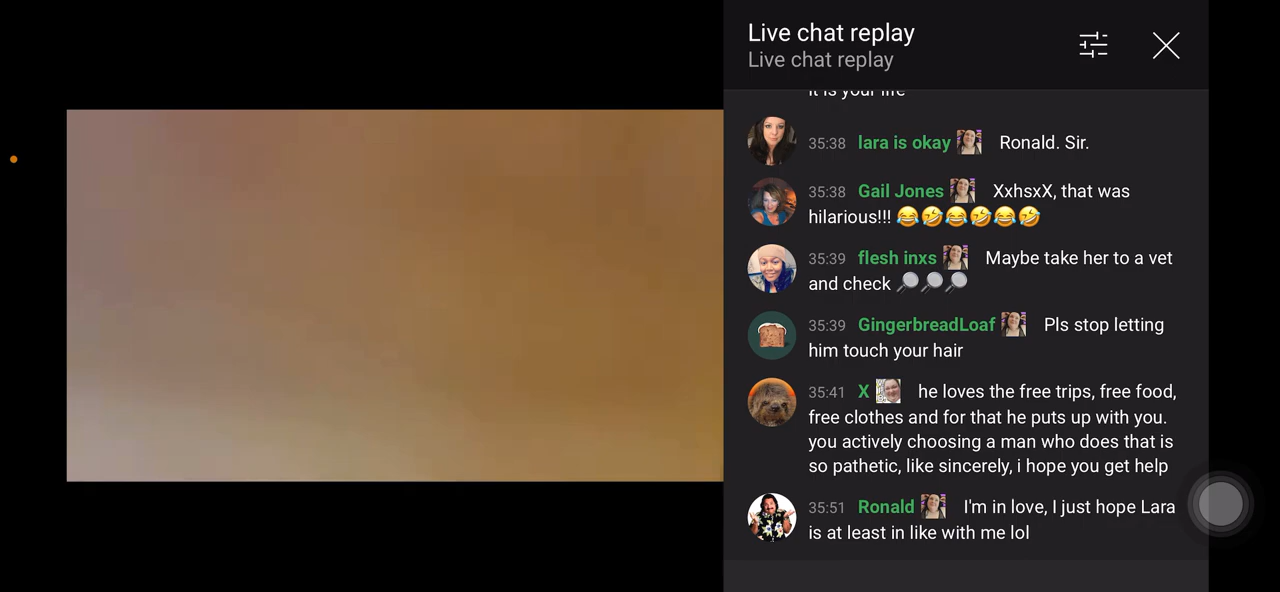 Live chat replay
Live chat replay
it is your life
35:38 lara is okay Ronald. Sir.
35:38 Gail Jones XxhsxX, that was
hilarious!!! 😂🤣😂🤣😂🤣
35:39 flesh inxs Maybe take her to a vet
and check 🔎🔎🔎
35:39 GingerbreadLoaf Pls stop letting
him touch your hair
35:41 X he loves the free trips, free food,
free clothes and for that he puts up with you.
you actively choosing a man who does that is
so pathetic, like sincerely, i hope you get help
35:51 Ronald I'm in love, I just hope Lara
is at least in like with me lol